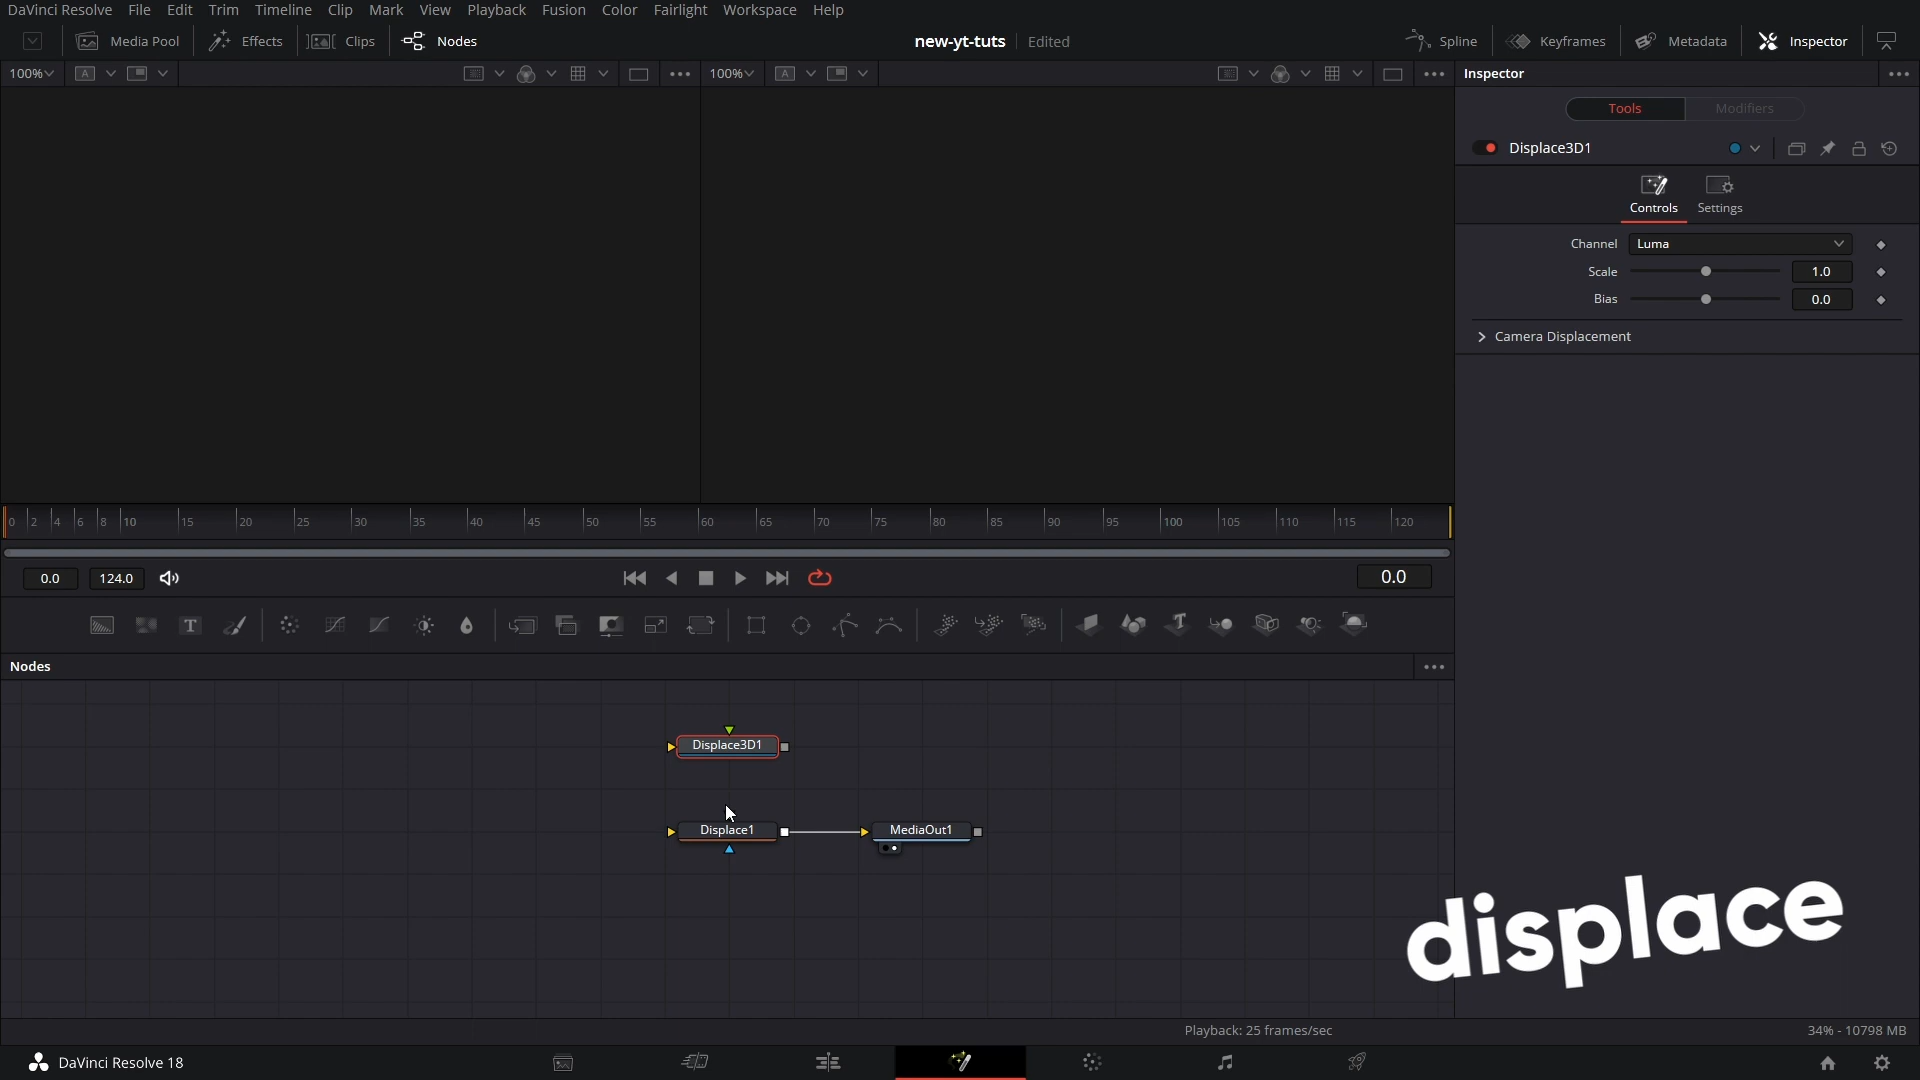 DaVinci Resolve File Edit Trim Timeline Clip Mark View Playback Fusion Color Fairlight Workspace Help
Media Pool Effects Clips Nodes new-yt-tuts Edited Spline Keyframes Metadata Inspector
100% A 100% A Inspector
Tools Modifiers
Displace3D1
Controls Settings
Channel Luma
Scale 1.0
Bias 0.0
Camera Displacement
0 2 4 6 8 10 15 20 25 30 35 40 45 50 55 60 65 70 75 80 85 90 95 100 105 110 115 120
0.0 124.0 0.0
T T
Nodes
Displace3D1
Displace1 MediaOut1
displace
Playback: 25 frames/sec 34% - 10798 MB
DaVinci Resolve 18